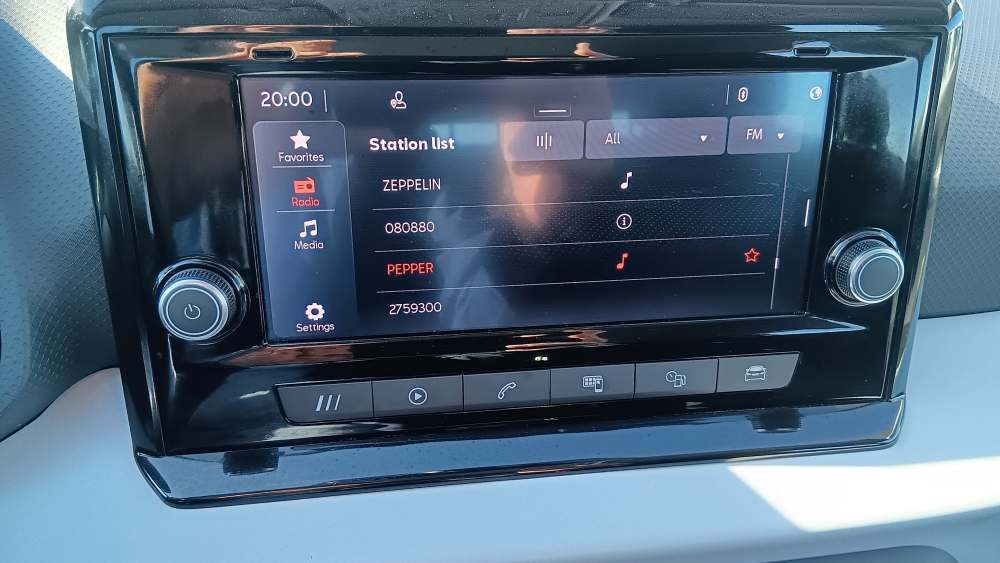 20:00
Favorites
Radio
Media
Settings
Station list
All
FM
ZEPPELIN
080880
PEPPER
2759300